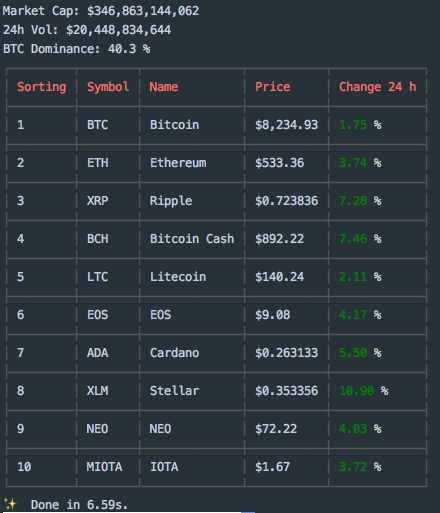 Market Cap: $346,863,144,062
24h Vol: $20,448,834,644
BTC Dominance: 40.3 %
Sorting Symbol Name Price Change 24 h
1 BTC Bitcoin $8,234.93 1.75 %
2 ETH Ethereum $533.36 3.74 %
3 XRP Ripple $0.723836 7.28 %
4 BCH Bitcoin Cash $892.22 7.46 %
5 LTC Litecoin $140.24 2.11 %
6 EOS EOS $9.08 4.17 %
7 ADA Cardano $0.263133 5.50 %
8 XLM Stellar $0.353356 10.90 %
9 NEO NEO $72.22 4.03 %
10 MIOTA IOTA $1.67 3.72 %
✨ Done in 6.59s.